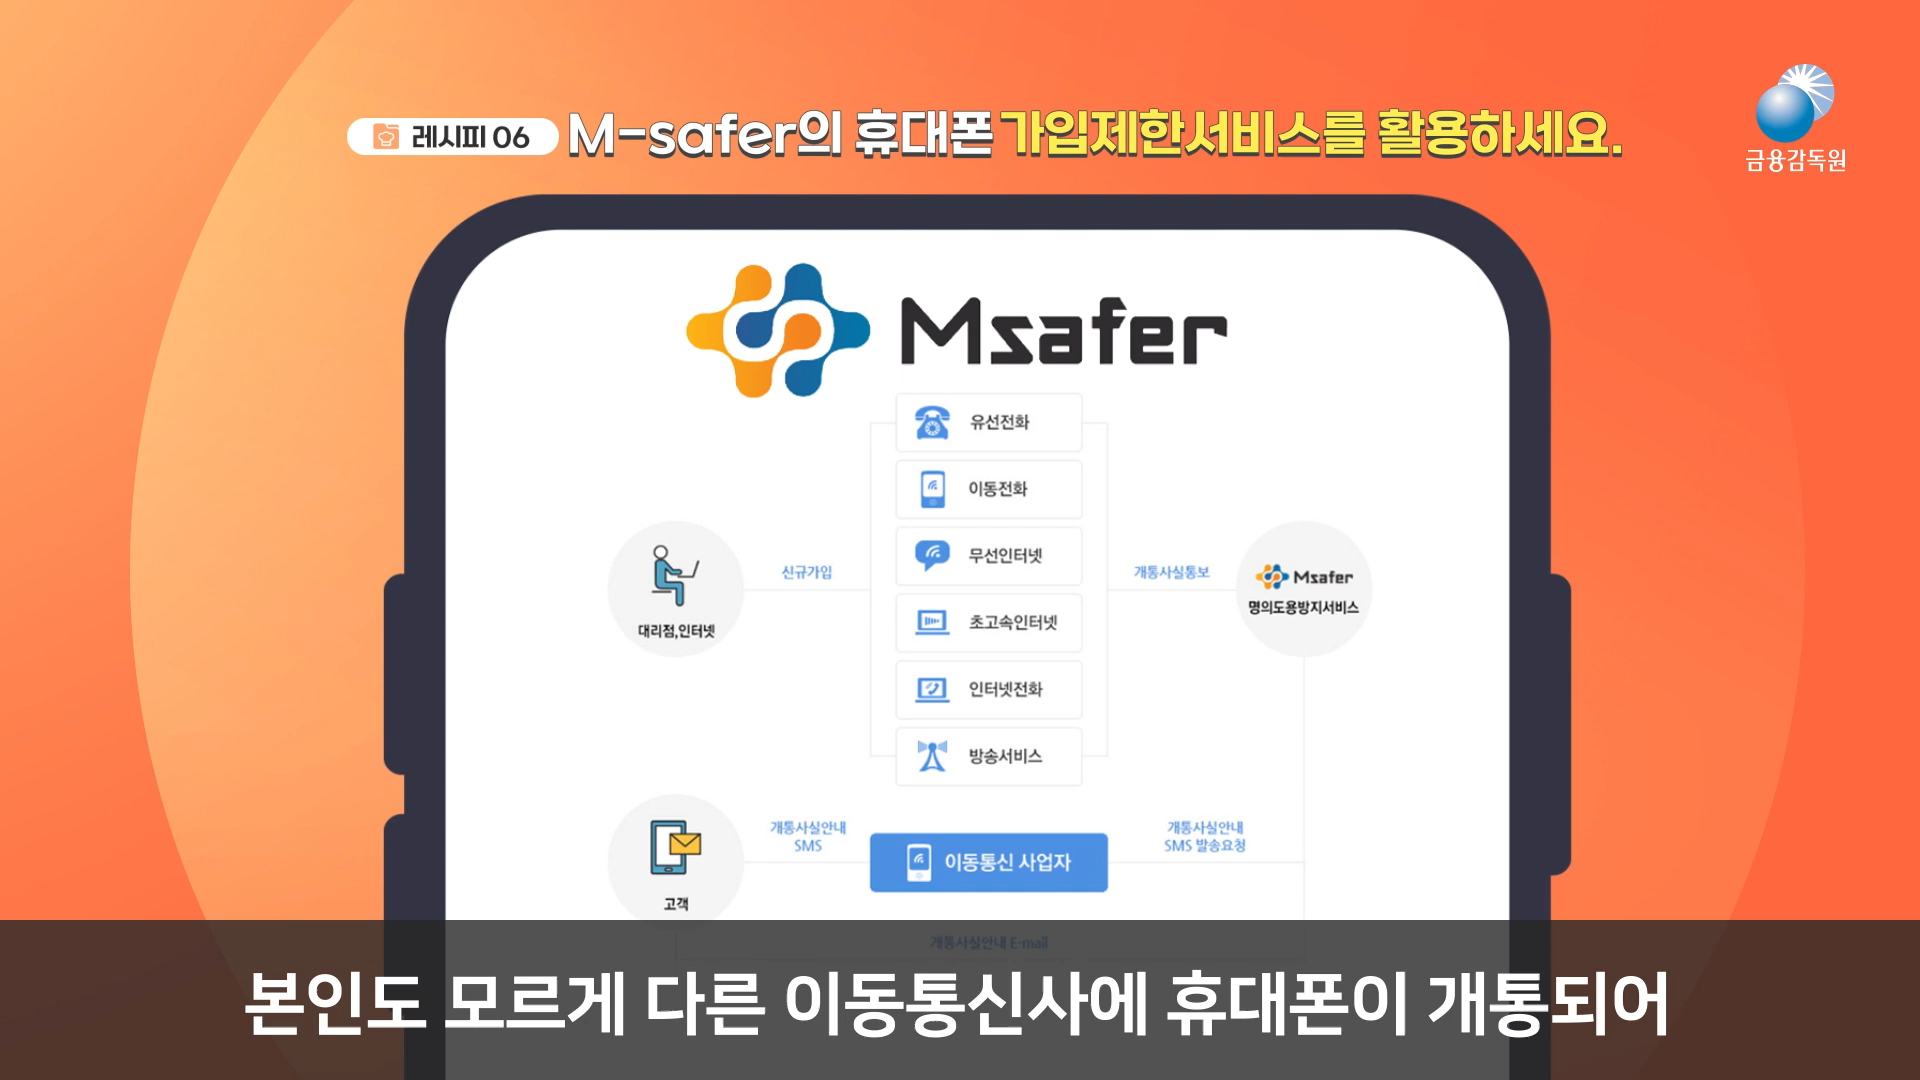 레시피 06
M-safer의 휴대폰 가입제한서비스를 활용하세요.
금융감독원
Msafer
유선전화
이동전화
무선인터넷
초고속인터넷
인터넷전화
방송서비스
대리점,인터넷
신규가입
개통사실통보
Msafer
명의도용방지서비스
고객
개통사실안내
SMS
이동통신 사업자
개통사실안내
SMS 발송요청
개통사실안내 E-mail
본인도 모르게 다른 이동통신사에 휴대폰이 개통되어